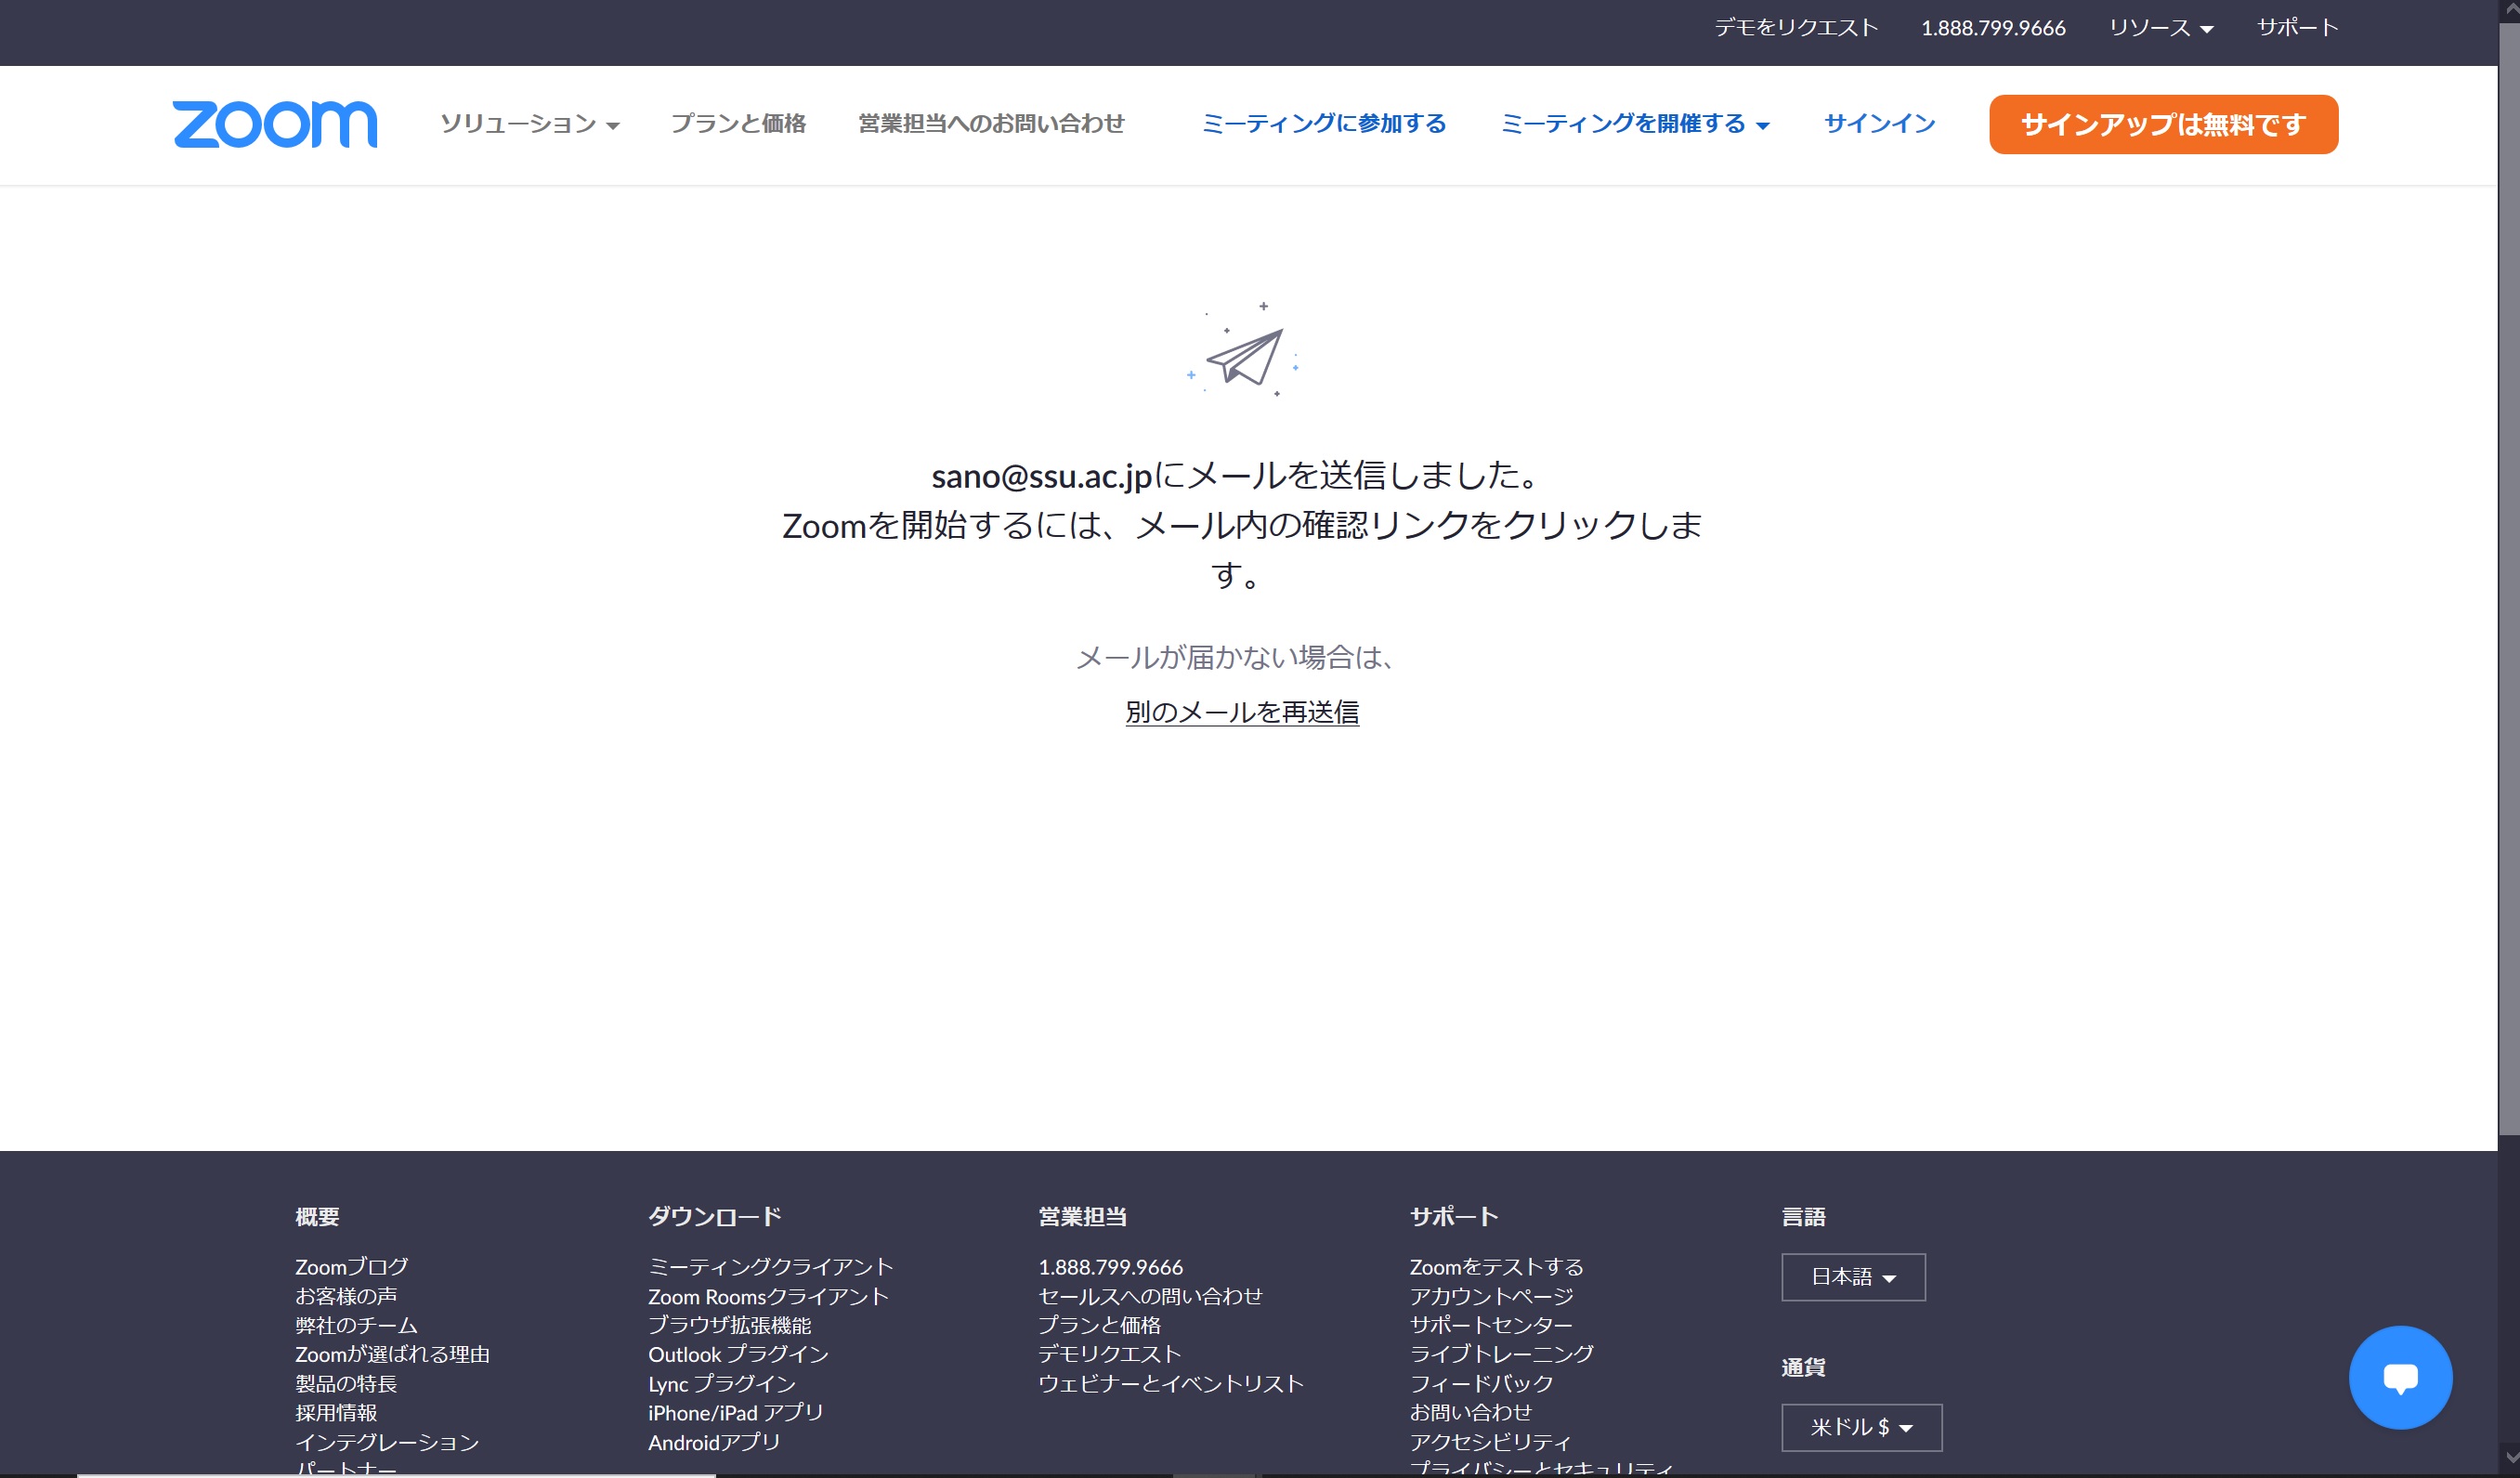 デモをリクエスト 1.888.799.9666 リソース サポート
zoom ソリューション プランと価格 営業担当へのお問い合わせ ミーティングに参加する ミーティングを開催する サインイン サインアップは無料です
sano@ssu.ac.jpにメールを送信しました。
Zoomを開始するには、メール内の確認リンクをクリックしま
す。
メールが届かない場合は、
別のメールを再送信
概要
Zoomブログ
お客様の声
弊社のチーム
Zoomが選ばれる理由
製品の特長
採用情報
インテグレーション
パートナー
ダウンロード
ミーティングクライアント
Zoom Roomsクライアント
ブラウザ拡張機能
Outlook プラグイン
Lync プラグイン
iPhone/iPad アプリ
Androidアプリ
営業担当
1.888.799.9666
セールスへの問い合わせ
プランと価格
デモリクエスト
ウェビナーとイベントリスト
サポート
Zoomをテストする
アカウントページ
サポートセンター
ライブトレーニング
フィードバック
お問い合わせ
アクセシビリティ
プライバシーとセキュリティ
言語
日本語
通貨
米ドル $